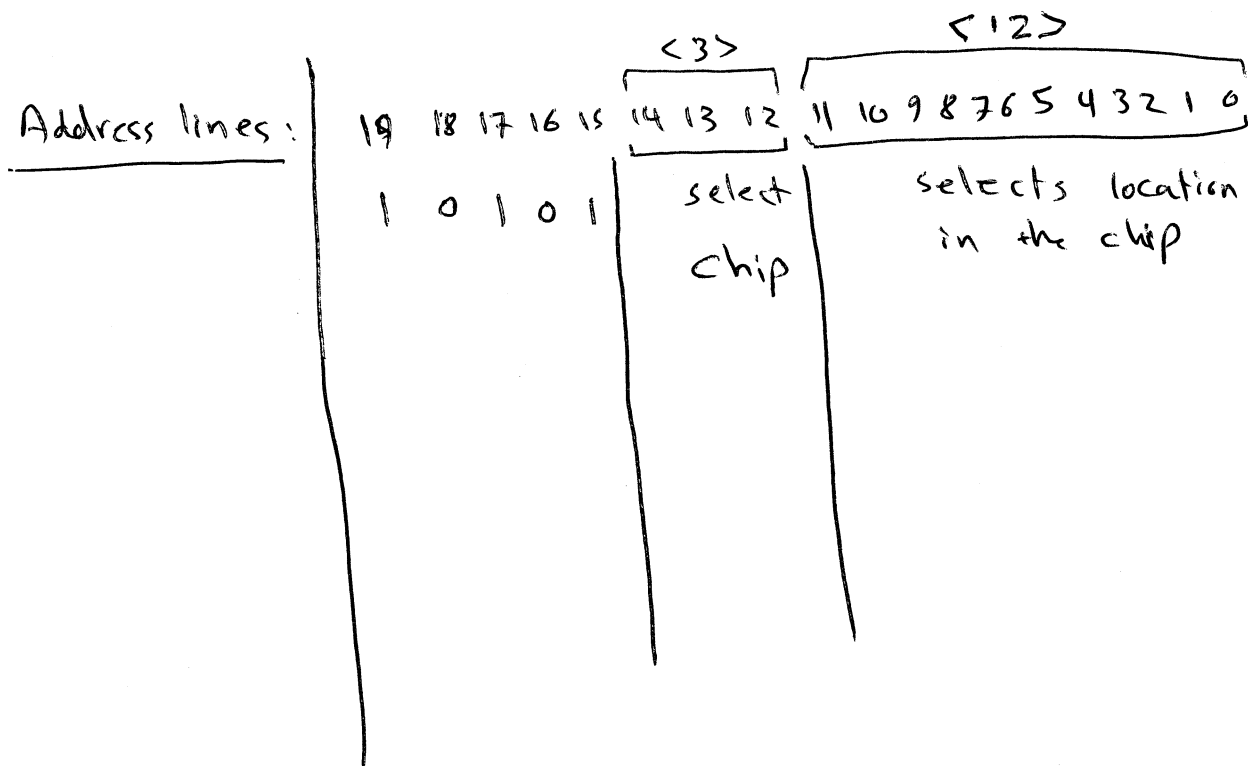 <3> <12>
Address lines: 19 18 17 16 15 14 13 12 11 10 9 8 7 6 5 4 3 2 1 0
1 0 1 0 1 select selects location
chip in the chip